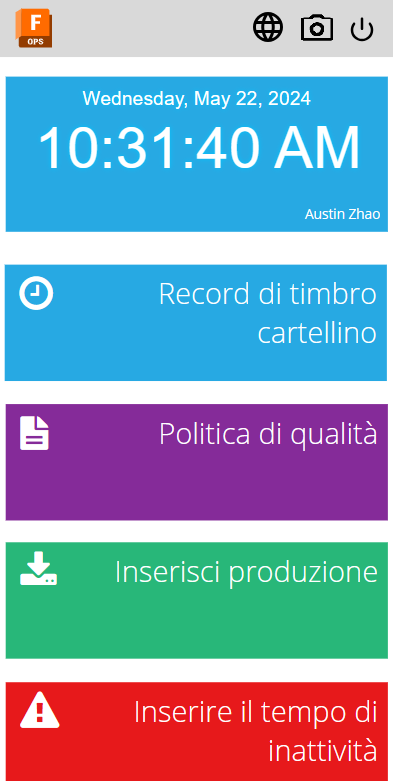 F
OPS
Wednesday, May 22, 2024
10:31:40 AM
Austin Zhao
Record di timbro
cartellino
Politica di qualità
Inserisci produzione
Inserire il tempo di
inattività